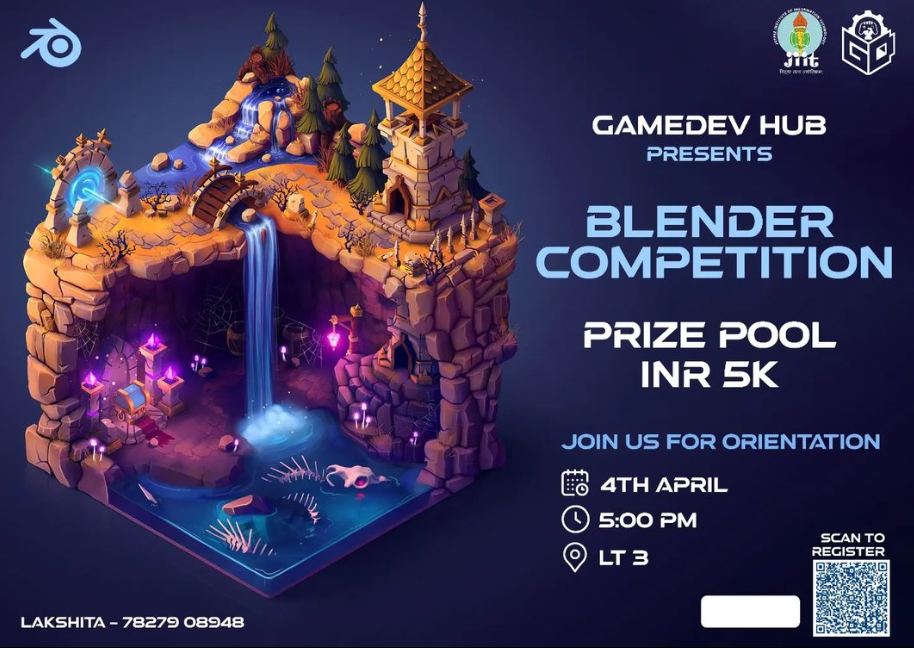 jiit
GAMEDEV HUB
PRESENTS
BLENDER
COMPETITION
PRIZE POOL
INR 5K
JOIN US FOR ORIENTATION
4TH APRIL
5:00 PM
LT 3
SCAN TO
REGISTER
LAKSHITA - 78279 08948